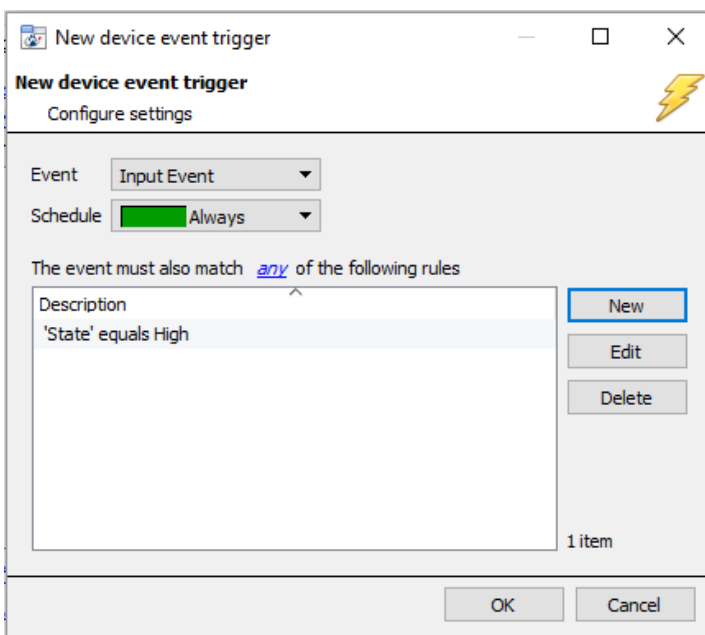 New device event trigger
New device event trigger
Configure settings
Event Input Event
Schedule Always
The event must also match any of the following rules
Description
'State' equals High
New
Edit
Delete
1 item
OK Cancel